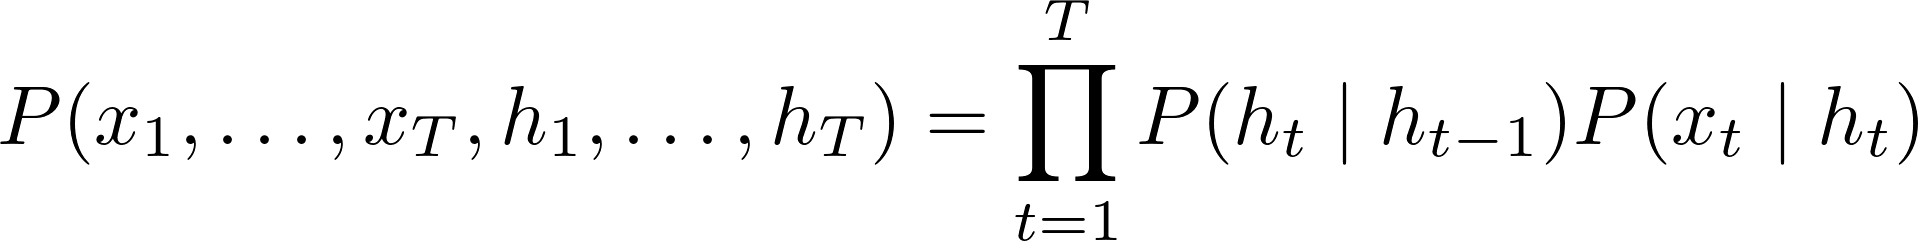 P(x_1, \ldots, x_T, h_1, \ldots, h_T) = \prod_{t=1}^{T} P(h_t \mid h_{t-1}) P(x_t \mid h_t)